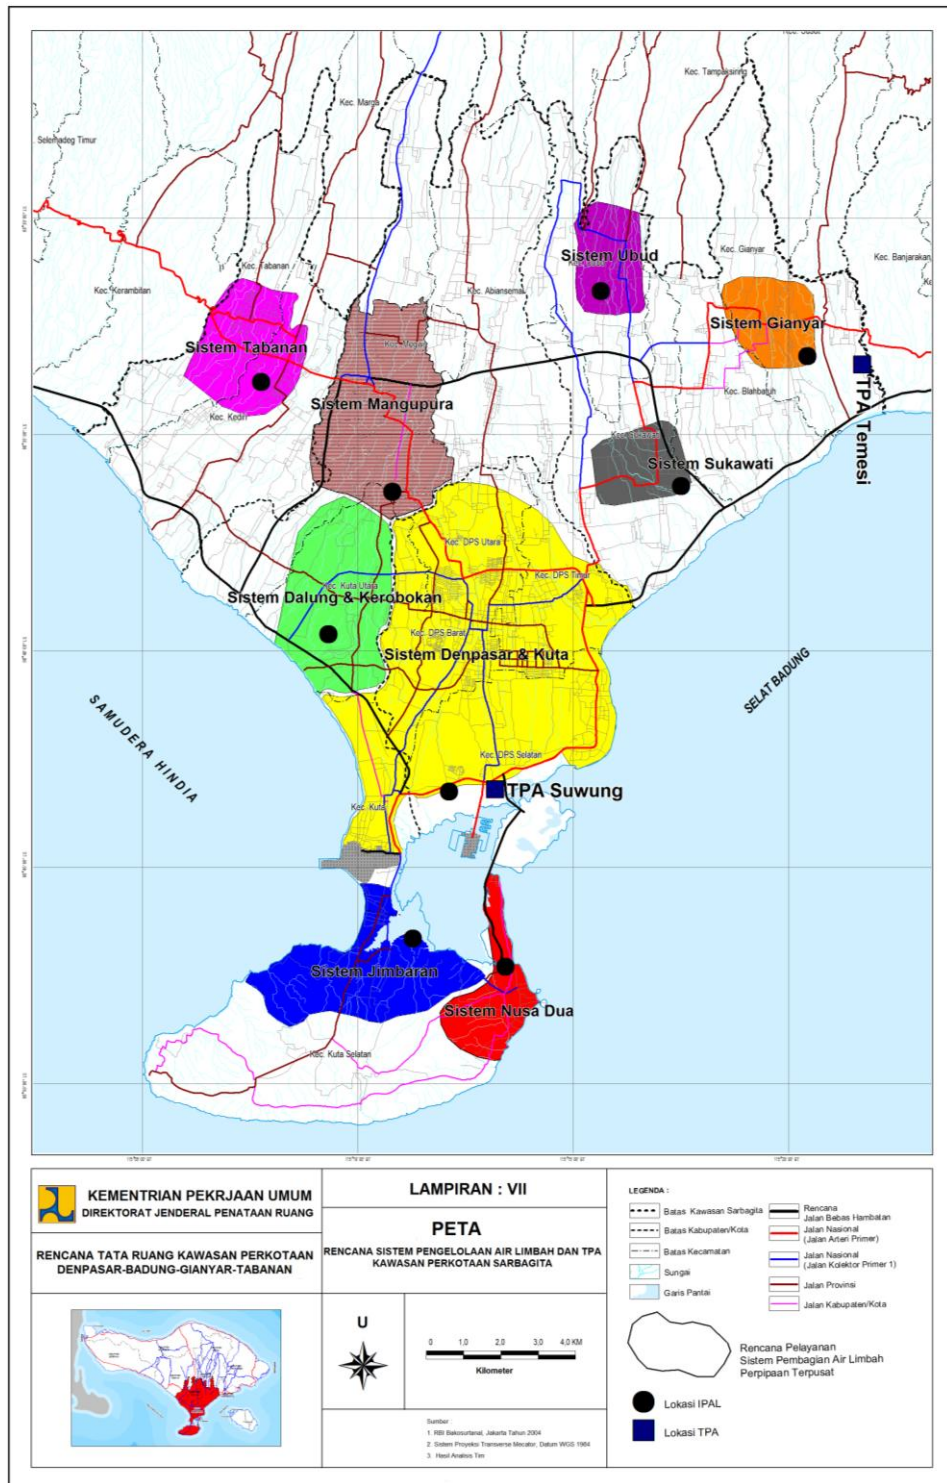 Kec. Marga
Kec. Tampaksiring
Selemadeg Timur
Sistem Ubud
Kec. Gianyar
Kec. Banjarakan
Kec. Tabanan
Kec. Kerambitan
Kec. Abiansemal
Sistem Gianyar
Sistem Tabanan
Kec. Mengwi
TPA Temesi
Kec. Blahbatuh
Sistem Mangupura
Kec. Kediri
Kec. Sukawati
Sistem Sukawati
Kec. DPS Utara
Kec. DPS Timur
Kec. Kuta Utara
Sistem Dalung & Kerobokan
Kec. DPS Barat
Sistem Denpasar & Kuta
SELAT BADUNG
SAMUDERA HINDIA
Kec. DPS Selatan
TPA Suwung
Kec. Kuta
Sistem Jimbaran
Sistem Nusa Dua
Kec. Kuta Selatan
KEMENTRIAN PEKRJAAN UMUM
DIREKTORAT JENDERAL PENATAAN RUANG
RENCANA TATA RUANG KAWASAN PERKOTAAN
DENPASAR-BADUNG-GIANYAR-TABANAN
LAMPIRAN : VII
PETA
RENCANA SISTEM PENGELOLAAN AIR LIMBAH DAN TPA
KAWASAN PERKOTAAN SARBAGITA
U
0 1,0 2.0 3,0 4,0 KM
Kilometer
Sumber :
1. RBI Bakosurtanal, Jakarta Tahun 2004
2. Sistem Proyeksi Transverse Mecator, Datum WGS 1984
3. Hasil Analisis Tim
LEGENDA :
Batas Kawasan Sarbagita
Batas Kabupaten/Kota
Batas Kecamatan
Sungai
Garis Pantai
Rencana
Jalan Bebas Hambatan
Jalan Nasional
(Jalan Arteri Primer)
Jalan Nasional
(Jalan Kolektor Primer 1)
Jalan Provinsi
Jalan Kabupaten/Kota
Rencana Pelayanan
Sistem Pembagian Air Limbah
Perpipaan Terpusat
Lokasi IPAL
Lokasi TPA